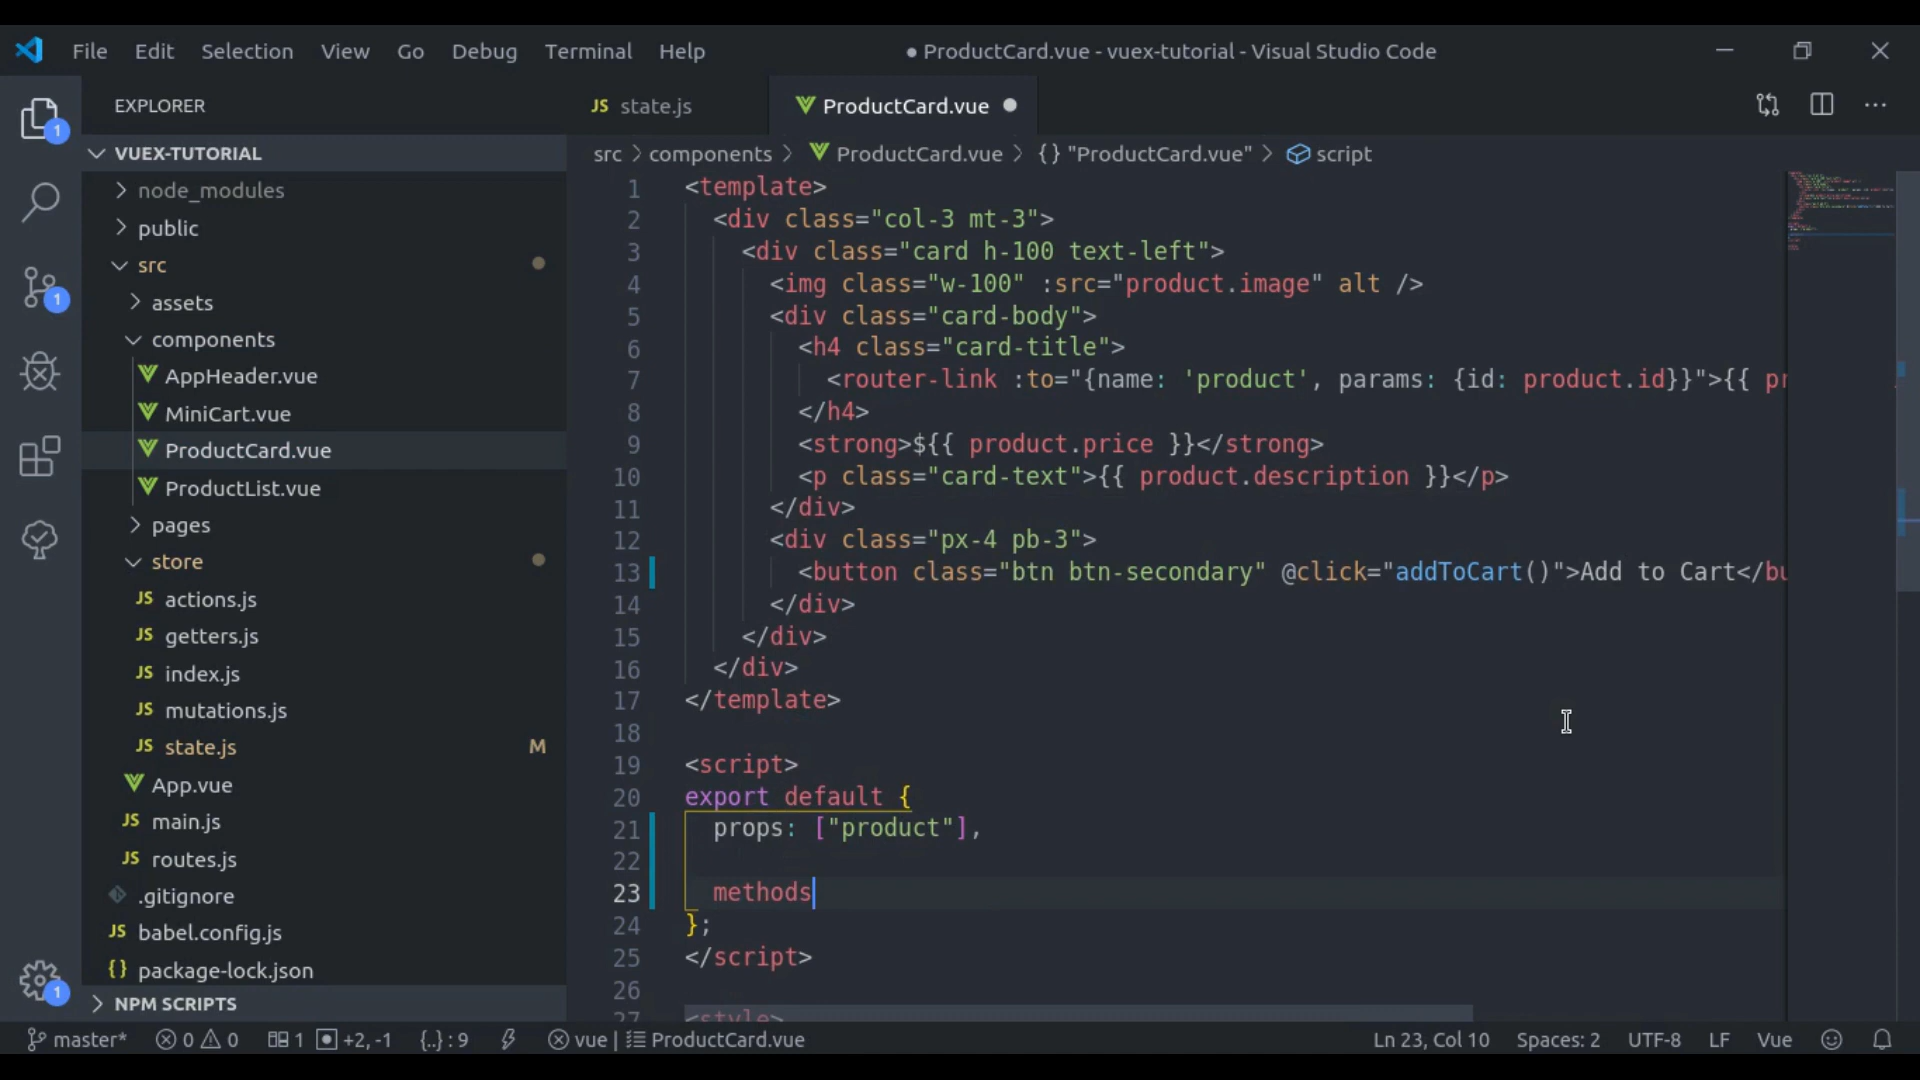 File Edit Selection View Go Debug Terminal Help
● ProductCard.vue - vuex-tutorial - Visual Studio Code
EXPLORER
JS state.js
ProductCard.vue
1
VUEX-TUTORIAL
src > components > ProductCard.vue > {} "ProductCard.vue" > script
node_modules
public
src
assets
1
components
AppHeader.vue
MiniCart.vue
ProductCard.vue
ProductList.vue
pages
store
JS actions.js
JS getters.js
JS index.js
JS mutations.js
JS state.js M
App.vue
JS main.js
JS routes.js
.gitignore
JS babel.config.js
{} package-lock.json
1
NPM SCRIPTS
1 <template>
2 <div class="col-3 mt-3">
3 <div class="card h-100 text-left">
4 <img class="w-100" :src="product.image" alt />
5 <div class="card-body">
6 <h4 class="card-title">
7 <router-link :to="{name: 'product', params: {id: product.id}}">{{ pr
8 </h4>
9 <strong>${{ product.price }}</strong>
10 <p class="card-text">{{ product.description }}</p>
11 </div>
12 <div class="px-4 pb-3">
13 <button class="btn btn-secondary" @click="addToCart()">Add to Cart</bu
14 </div>
15 </div>
16 </div>
17 </template>
18
19 <script>
20 export default {
21 props: ["product"],
22
23 methods
24 };
25 </script>
26
27 <style>
master* 0 0 1 +2, -1 {..} : 9 vue | ProductCard.vue
Ln 23, Col 10 Spaces: 2 UTF-8 LF Vue